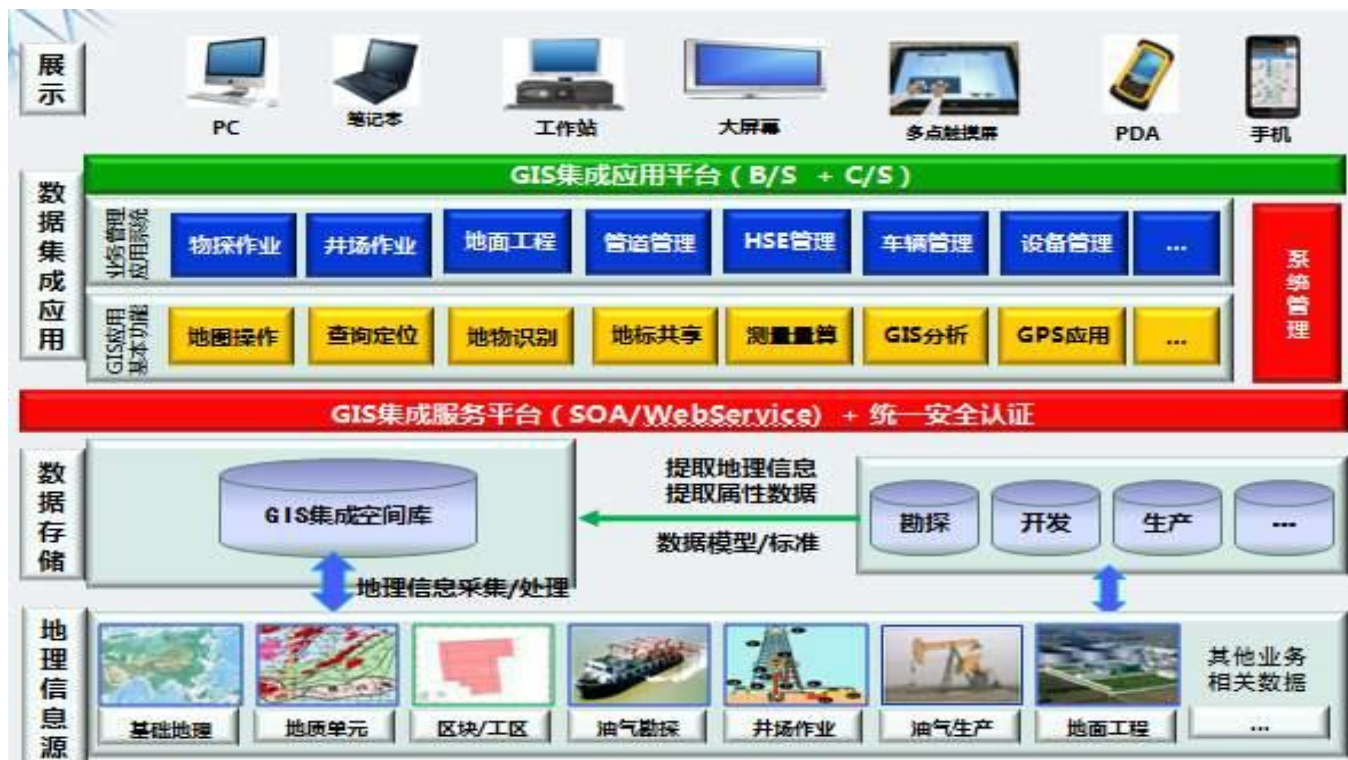 展示
PC
笔记本
工作站
大屏幕
多点触摸屏
PDA
手机
数据集成应用
GIS集成应用平台（B/S + C/S）
业务管理
应用系统
物探作业
井场作业
地面工程
管道管理
HSE管理
车辆管理
设备管理
...
系统管理
GIS应用
基本功能
地图操作
查询定位
地物识别
地标共享
测量量算
GIS分析
GPS应用
...
GIS集成服务平台（SOA/WebService) + 统一安全认证
数据存储
GIS集成空间库
提取地理信息
提取属性数据
数据模型/标准
勘探
开发
生产
...
地理信息采集/处理
地理信息源
基础地理
地质单元
区块/工区
油气勘探
井场作业
油气生产
地面工程
其他业务
相关数据
...